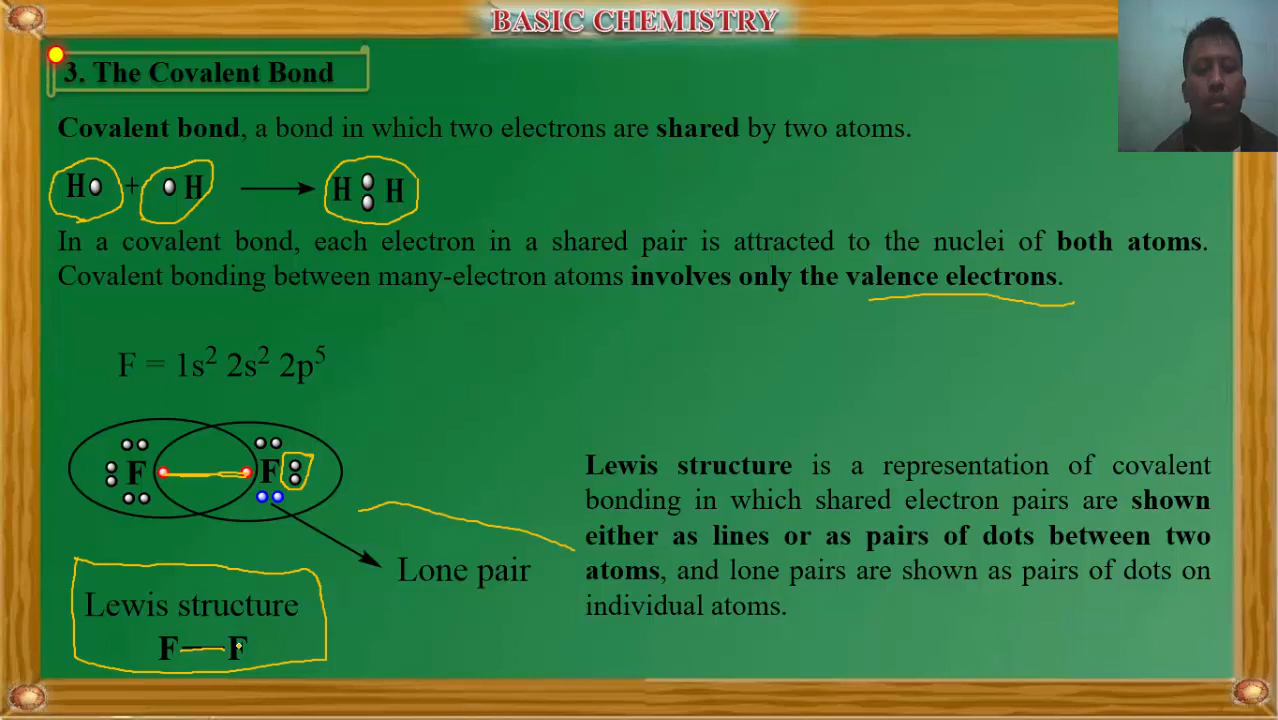 BASIC CHEMISTRY
3. The Covalent Bond
Covalent bond, a bond in which two electrons are shared by two atoms.
H + H → H : H
In a covalent bond, each electron in a shared pair is attracted to the nuclei of both atoms.
Covalent bonding between many-electron atoms involves only the valence electrons.
F = 1s² 2s² 2p⁵
F F
Lone pair
Lewis structure
F—F
Lewis structure is a representation of covalent
bonding in which shared electron pairs are shown
either as lines or as pairs of dots between two
atoms, and lone pairs are shown as pairs of dots on
individual atoms.